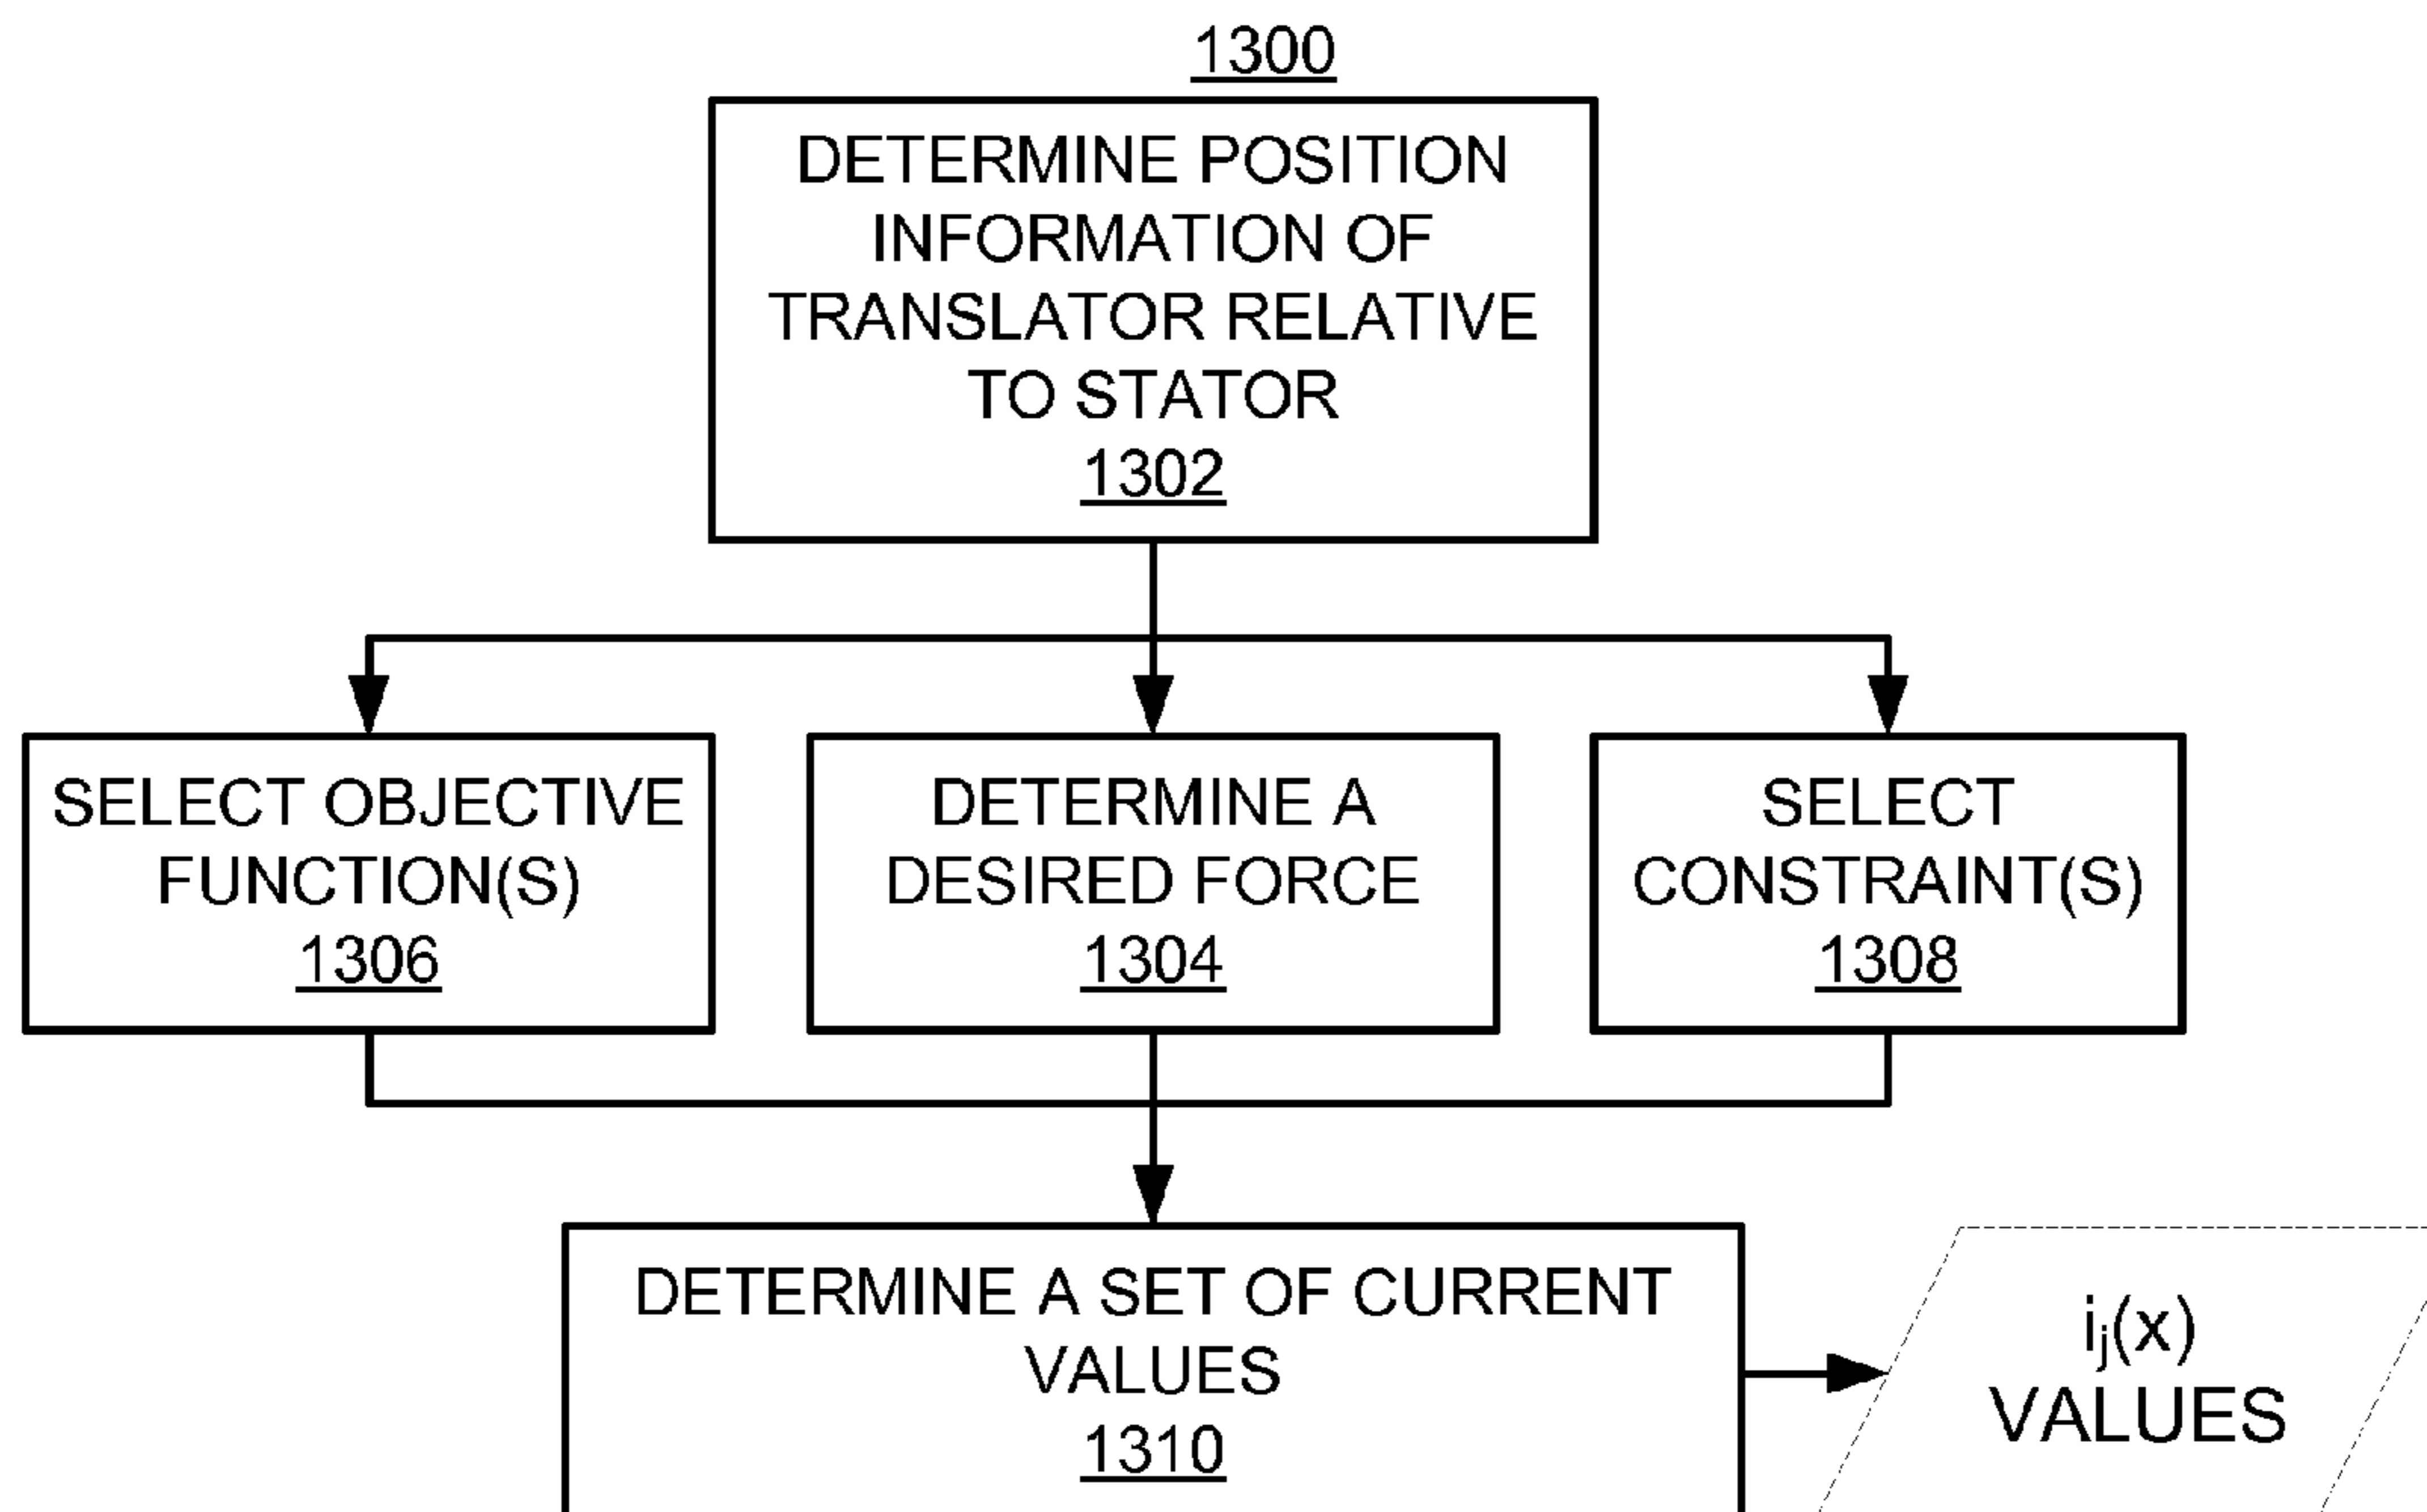 1300
DETERMINE POSITION
INFORMATION OF
TRANSLATOR RELATIVE
TO STATOR
1302
SELECT OBJECTIVE
FUNCTION(S)
1306
DETERMINE A
DESIRED FORCE
1304
SELECT
CONSTRAINT(S)
1308
DETERMINE A SET OF CURRENT
VALUES
1310
ij(x)
VALUES